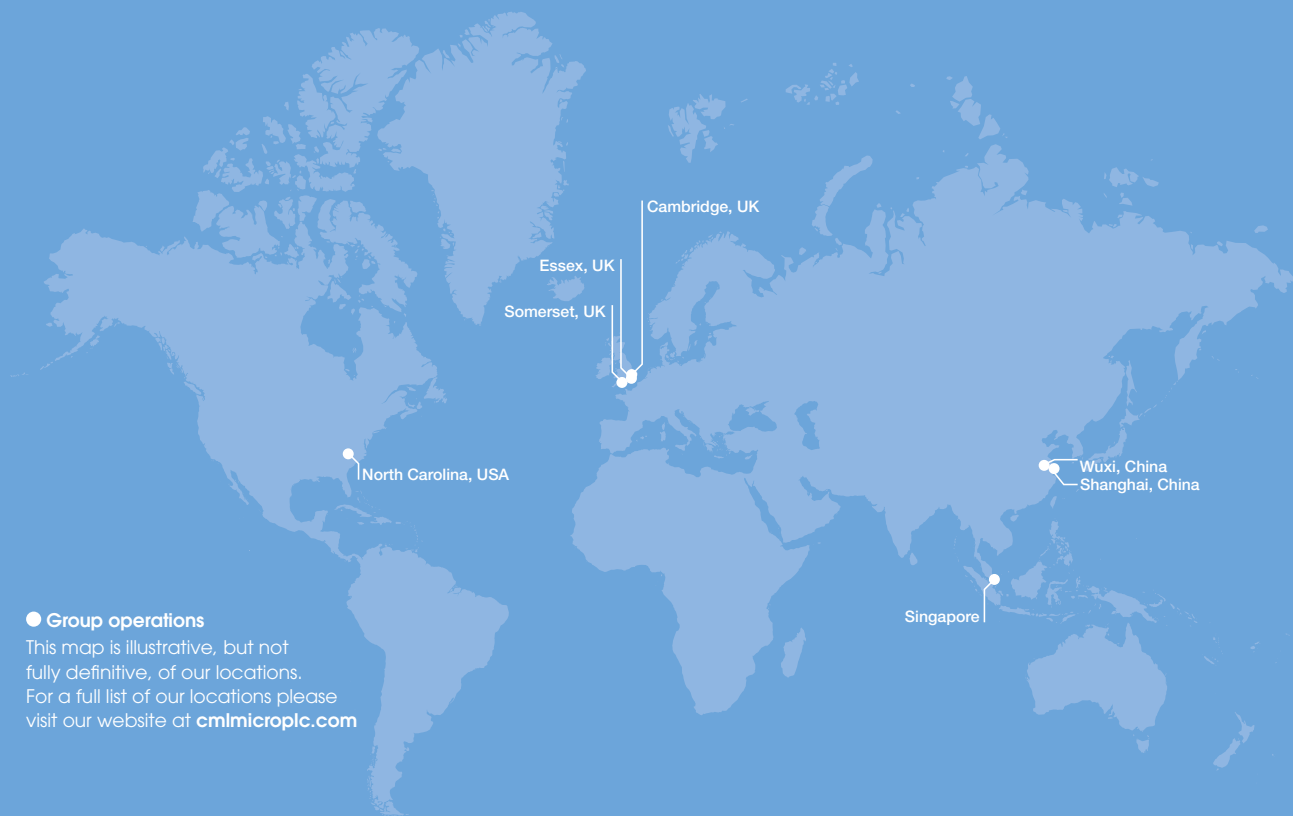 Cambridge, UK
Essex, UK
Somerset, UK
North Carolina, USA
Wuxi, China
Shanghai, China
Singapore
Group operations
This map is illustrative, but not
fully definitive, of our locations.
For a full list of our locations please
visit our website at cmlmicroplc.com